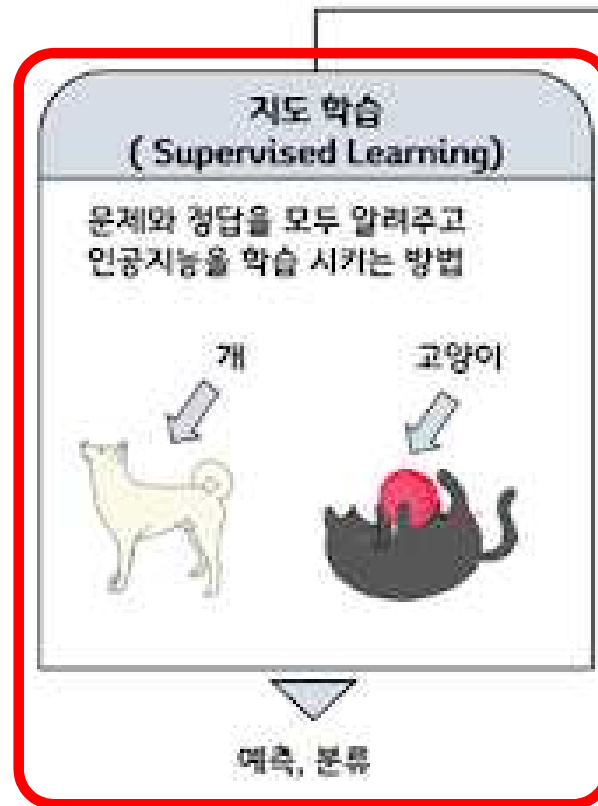 지도 학습
( Supervised Learning)
문제와 정답을 모두 알려주고
인공지능을 학습 시키는 방법
개
고양이
예측, 분류